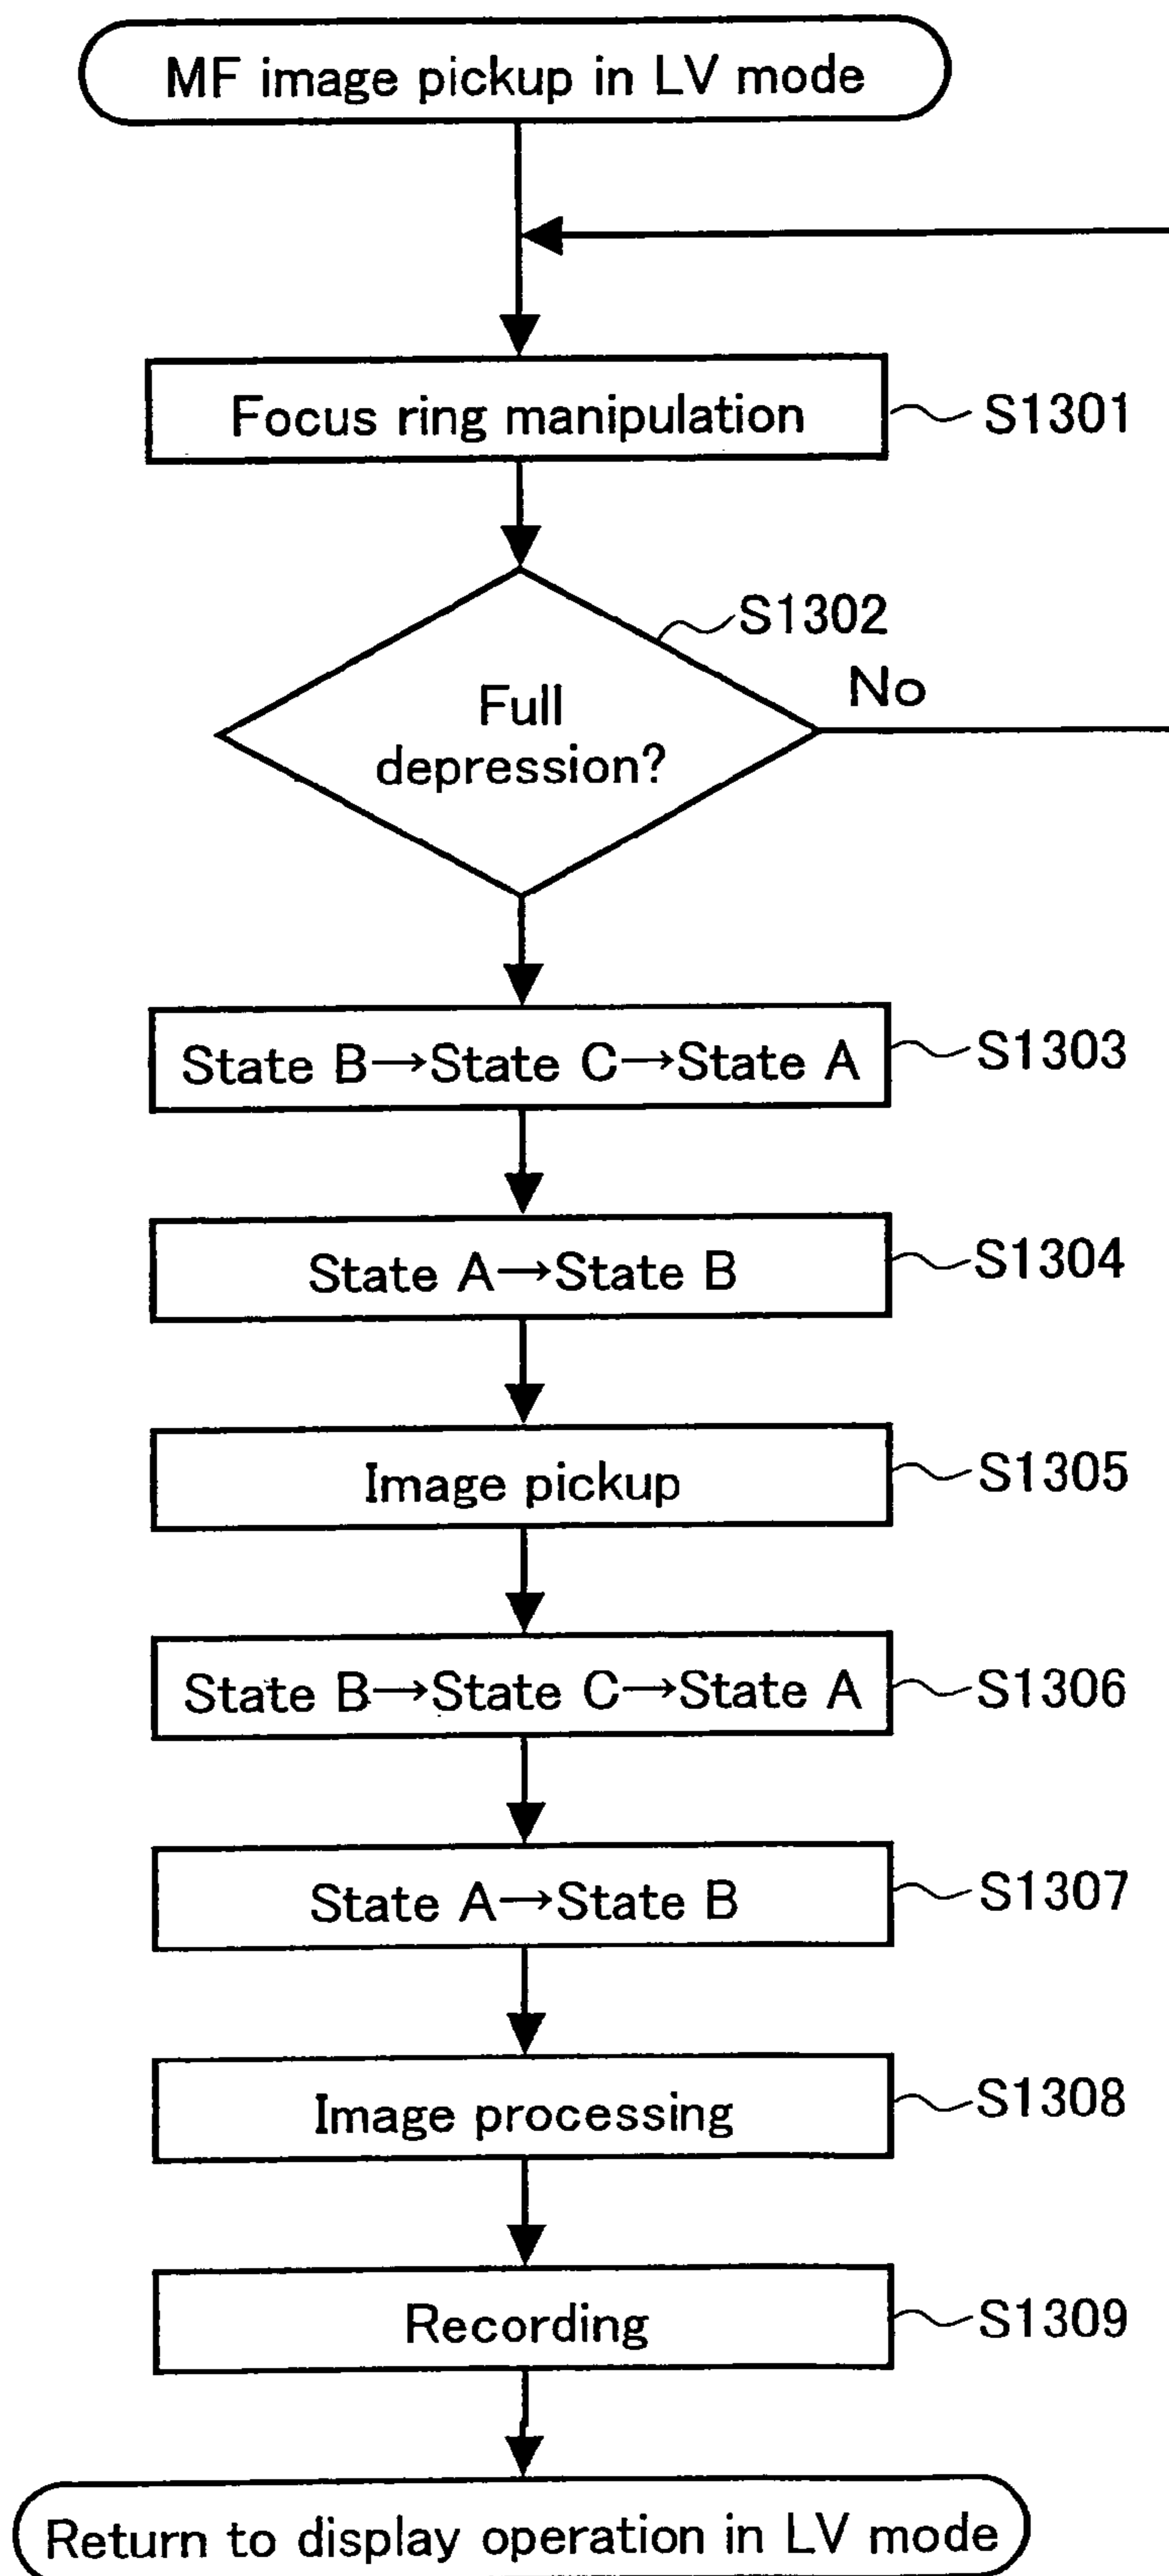 MF image pickup in LV mode
Focus ring manipulation
S1301
S1302
No
Full
depression?
State B→State C→State A
S1303
State A→State B
S1304
Image pickup
S1305
State B→State C→State A
S1306
State A→State B
S1307
Image processing
S1308
Recording
S1309
Return to display operation in LV mode